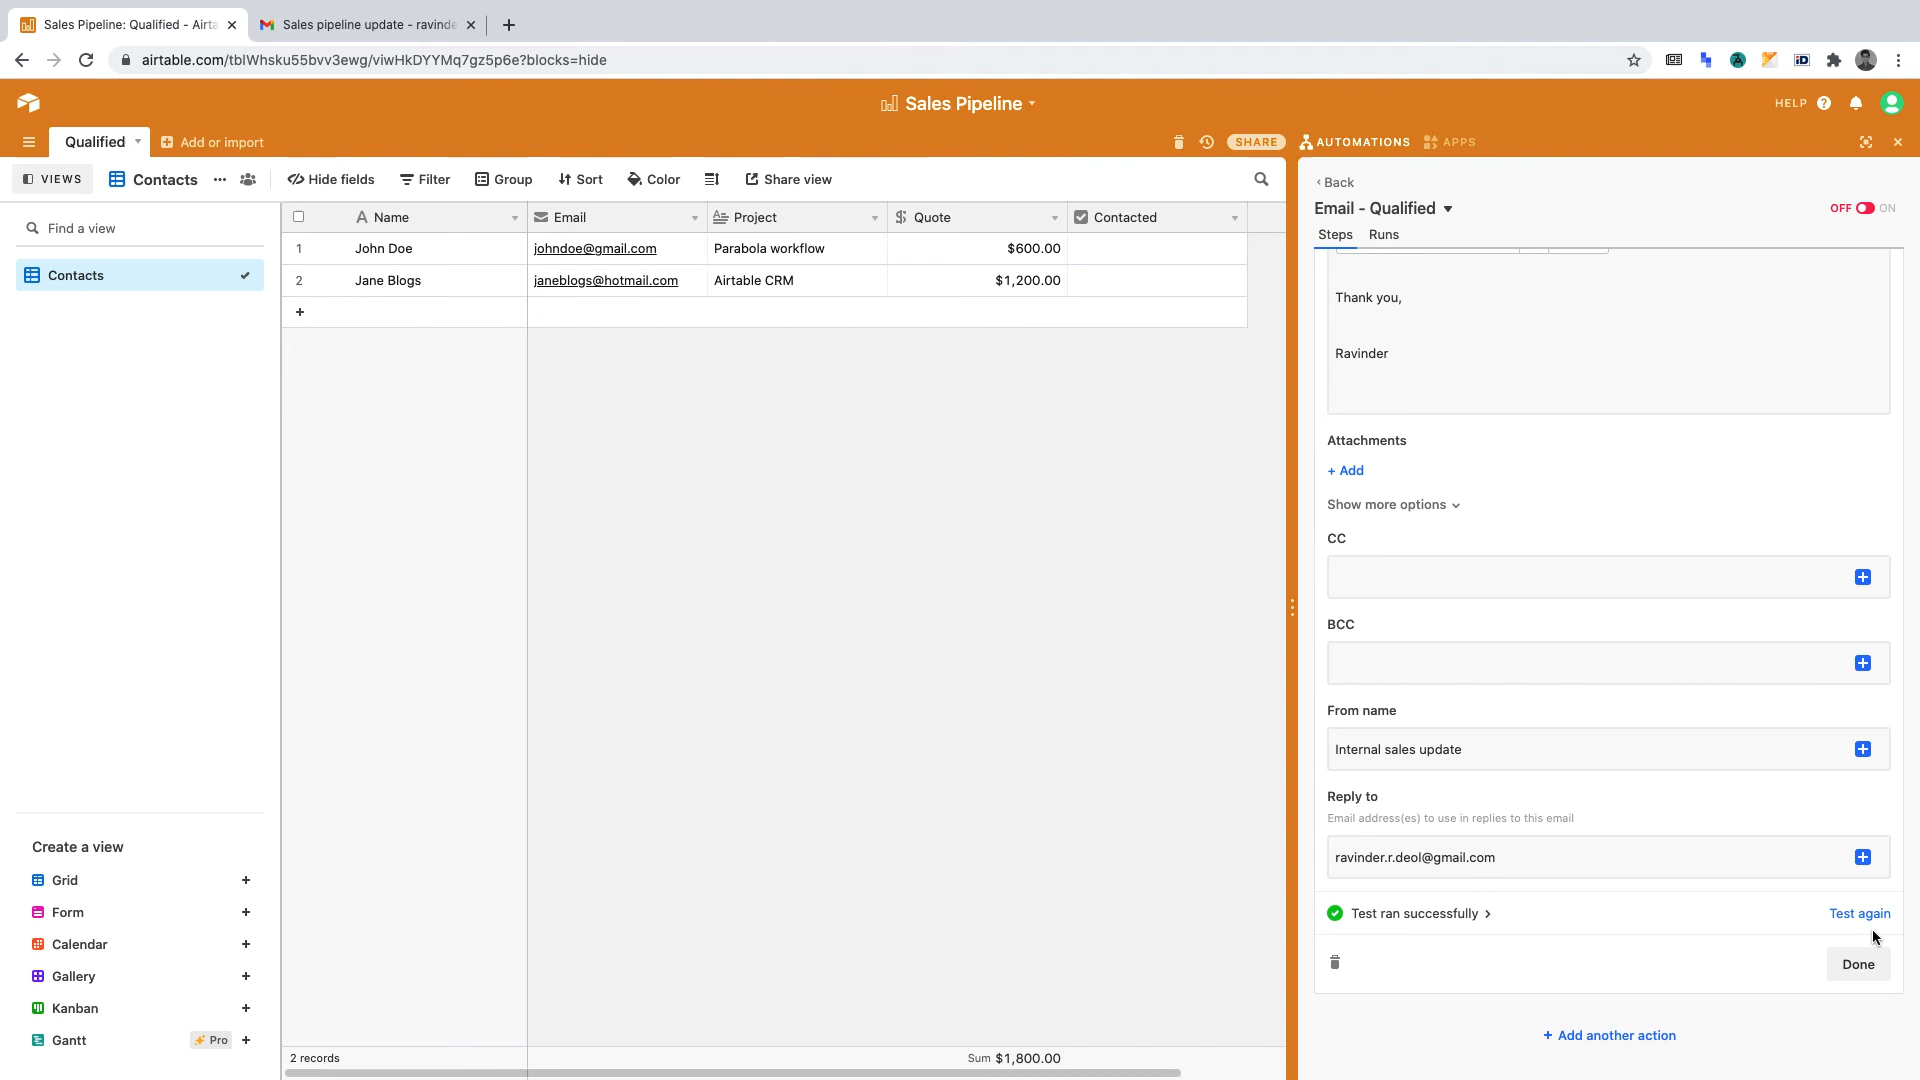 Sales Pipeline: Qualified - Airta
Sales pipeline update - ravinde
airtable.com/tblWhsku55bvv3ewg/viwHkDYYMq7gz5p6e?blocks=hide
Sales Pipeline
HELP
Qualified
Add or import
SHARE
AUTOMATIONS
APPS
VIEWS
Contacts
Hide fields
Filter
Group
Sort
Color
Share view
Find a view
Contacts
Name Email Project Quote Contacted
1 John Doe johndoe@gmail.com Parabola workflow $600.00
2 Jane Blogs janeblogs@hotmail.com Airtable CRM $1,200.00
Create a view
Grid
Form
Calendar
Gallery
Kanban
Gantt Pro
2 records
Sum $1,800.00
Back
Email - Qualified
OFF ON
Steps Runs
Thank you,
Ravinder
Attachments
+ Add
Show more options
CC
BCC
From name
Internal sales update
Reply to
Email address(es) to use in replies to this email
ravinder.r.deol@gmail.com
Test ran successfully
Test again
Done
+ Add another action